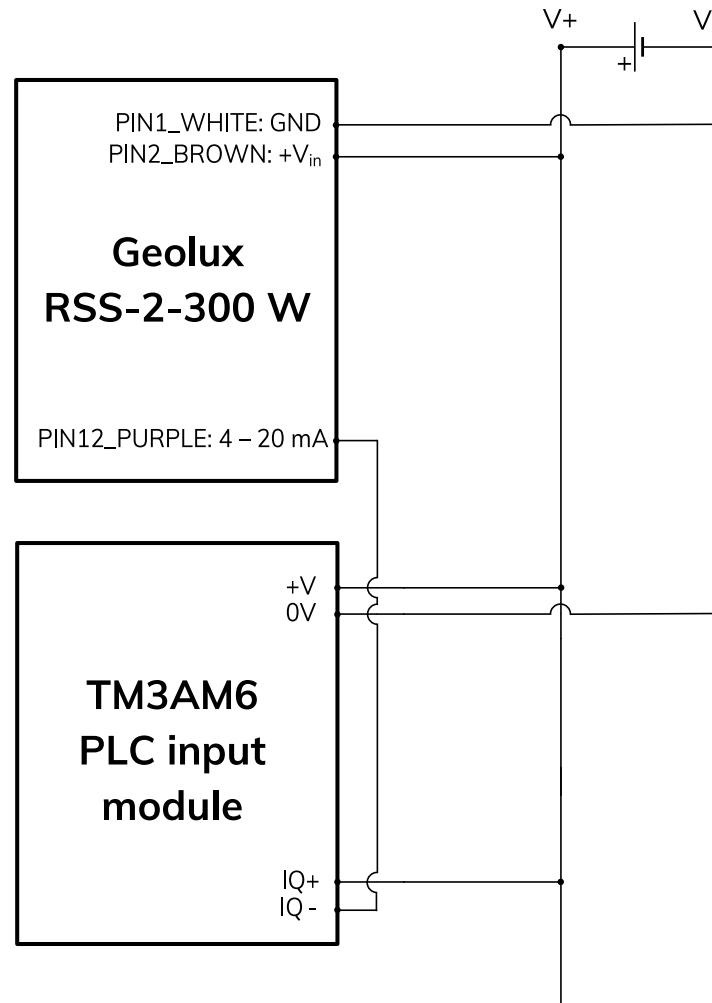 V+
V
+
PIN1_WHITE: GND
PIN2_BROWN: +Vin
Geolux
RSS-2-300 W
PIN12_PURPLE: 4 – 20 mA
+V
0V
TM3AM6
PLC input
module
IQ+
IQ -